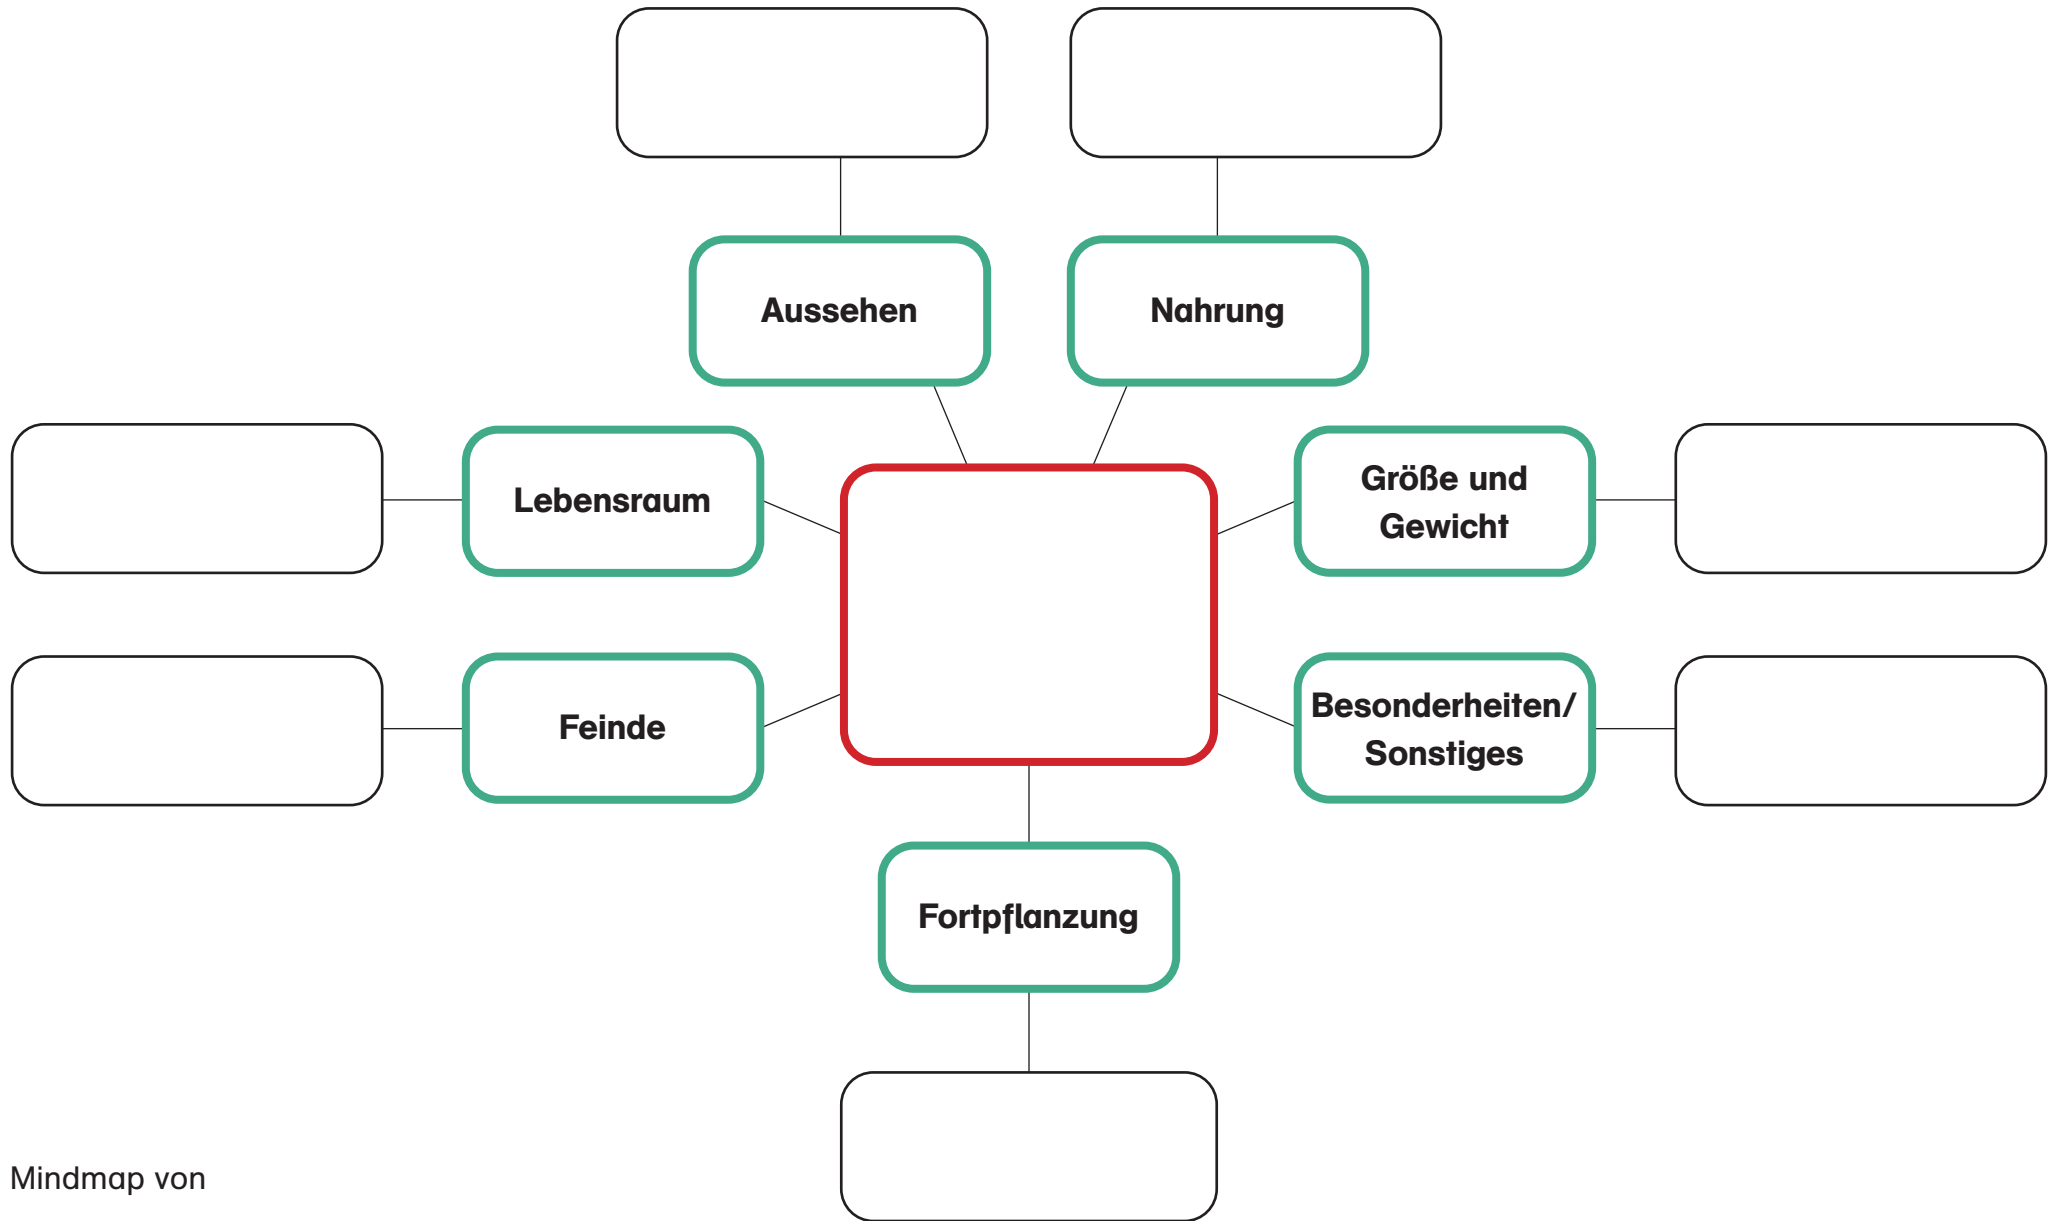 Aussehen
Nahrung
Lebensraum
Größe und
Gewicht
Feinde
Besonderheiten/
Sonstiges
Fortpflanzung
Mindmap von